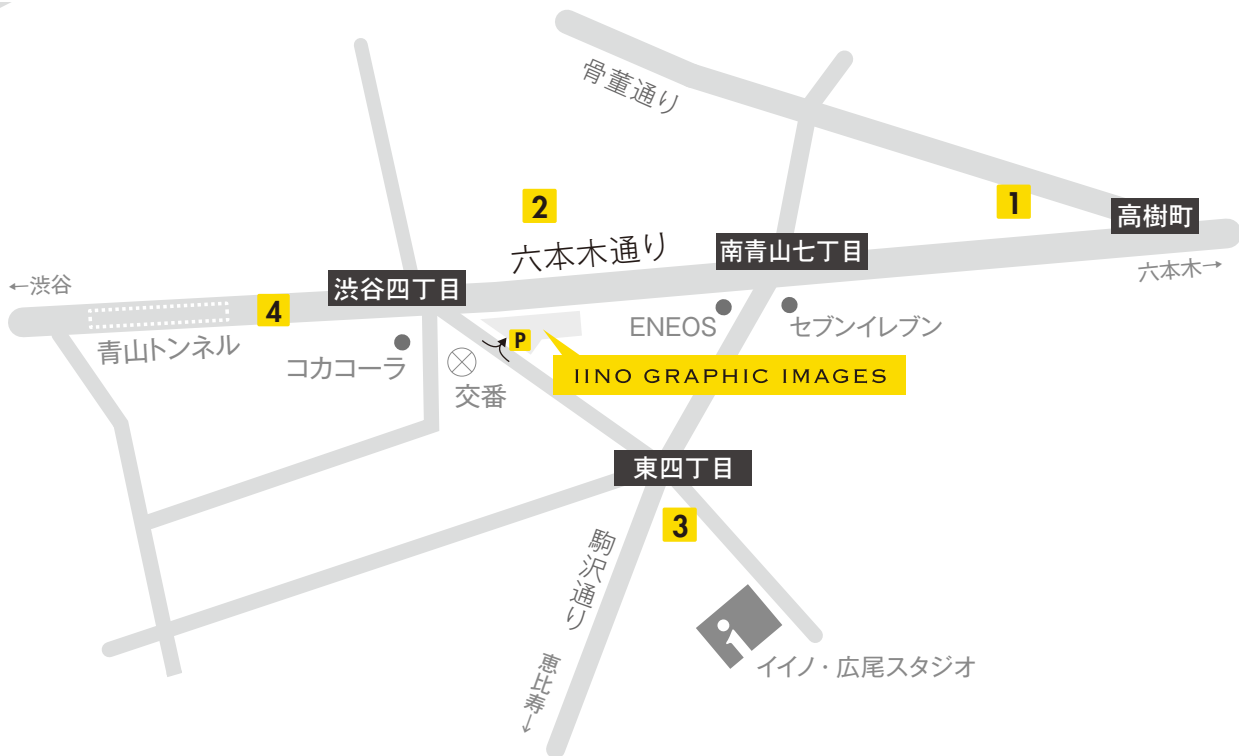 骨董通り
1
高樹町
2
六本木通り
南青山七丁目
六本木→
←渋谷
渋谷四丁目
4
青山トンネル
コカコーラ
交番
P
ENEOS
セブンイレブン
IINO GRAPHIC IMAGES
東四丁目
3
駒沢通り
恵比寿→
イイノ・広尾スタジオ